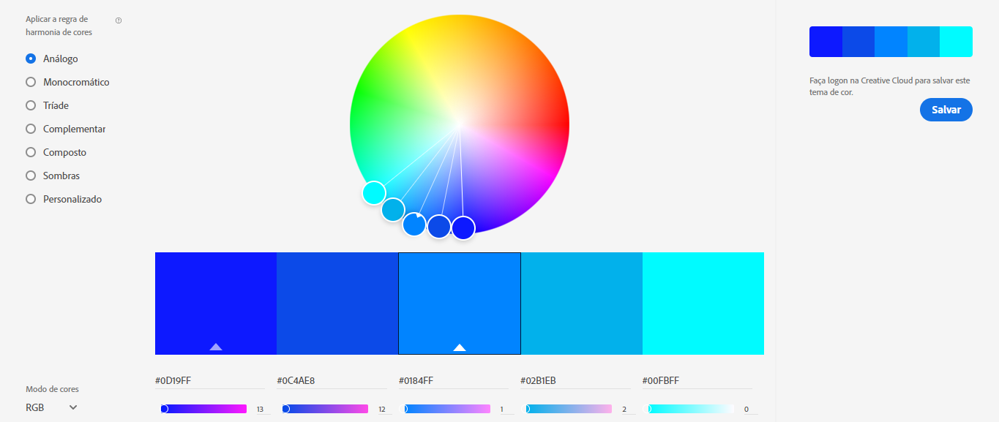 Aplicar a regra de
harmonia de cores
Análogo
Monocromático
Tríade
Complementar
Composto
Sombras
Personalizado
Faça logon na Creative Cloud para salvar este
tema de cor.
Salvar
#0D19FF #0C4AE8 #0184FF #02B1EB #00FBFF
Modo de cores
RGB
13 12 1 2 0